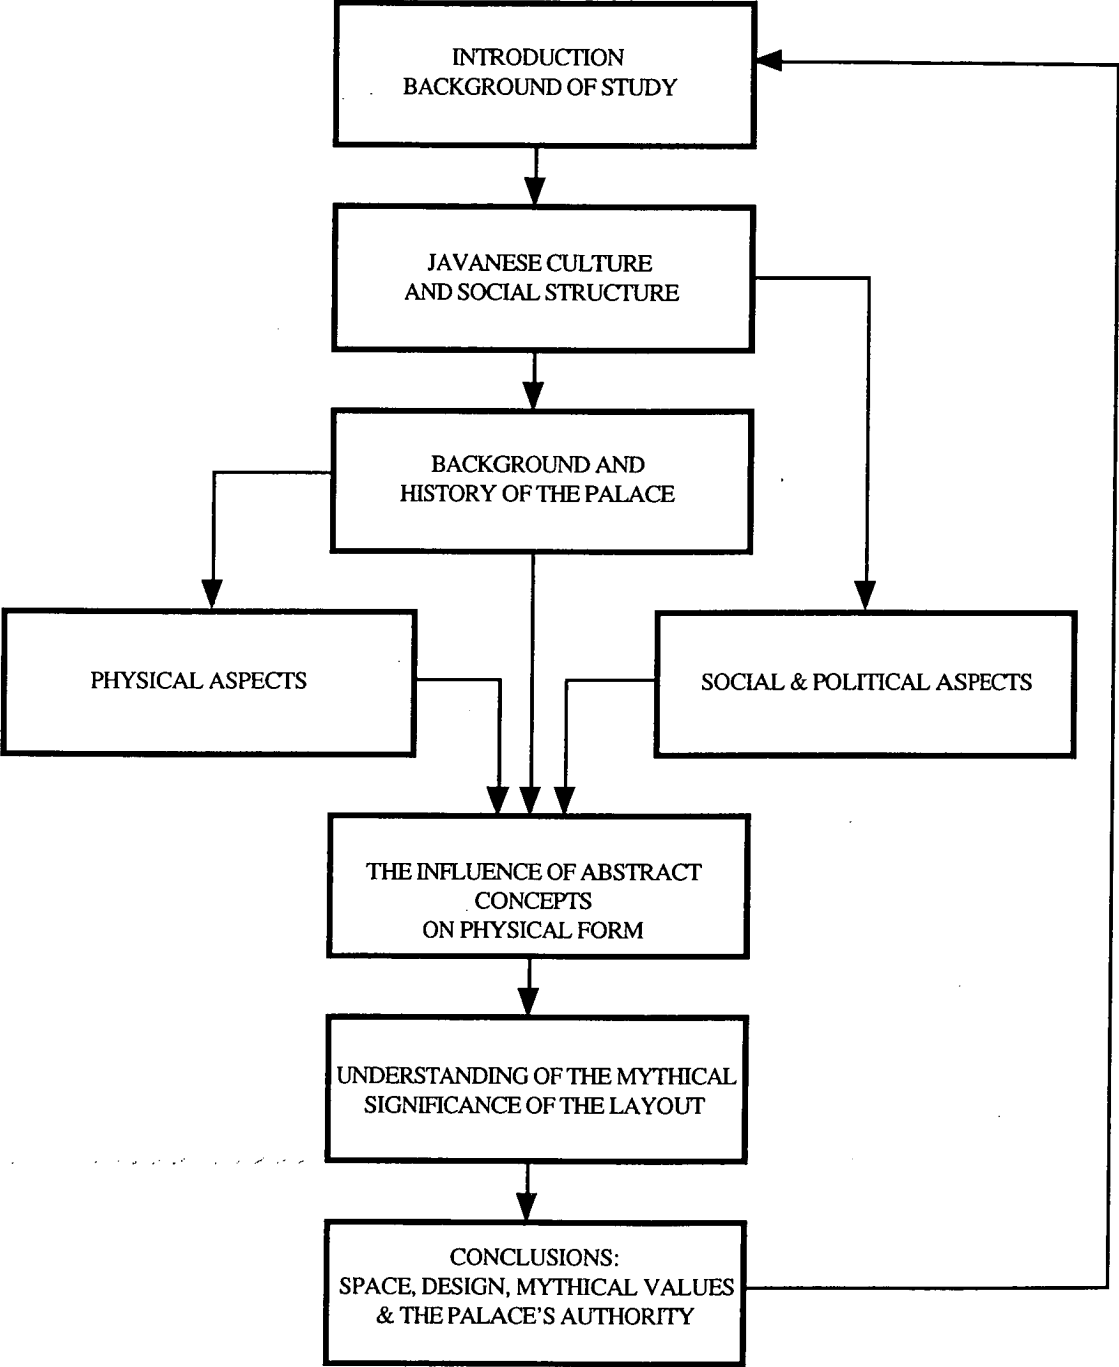 INTRODUCTION
BACKGROUND OF STUDY
JAVANESE CULTURE
AND SOCIAL STRUCTURE
BACKGROUND AND
HISTORY OF THE PALACE
PHYSICAL ASPECTS
SOCIAL & POLITICAL ASPECTS
THE INFLUENCE OF ABSTRACT
CONCEPTS
ON PHYSICAL FORM
UNDERSTANDING OF THE MYTHICAL
SIGNIFICANCE OF THE LAYOUT
CONCLUSIONS:
SPACE, DESIGN, MYTHICAL VALUES
& THE PALACE'S AUTHORITY